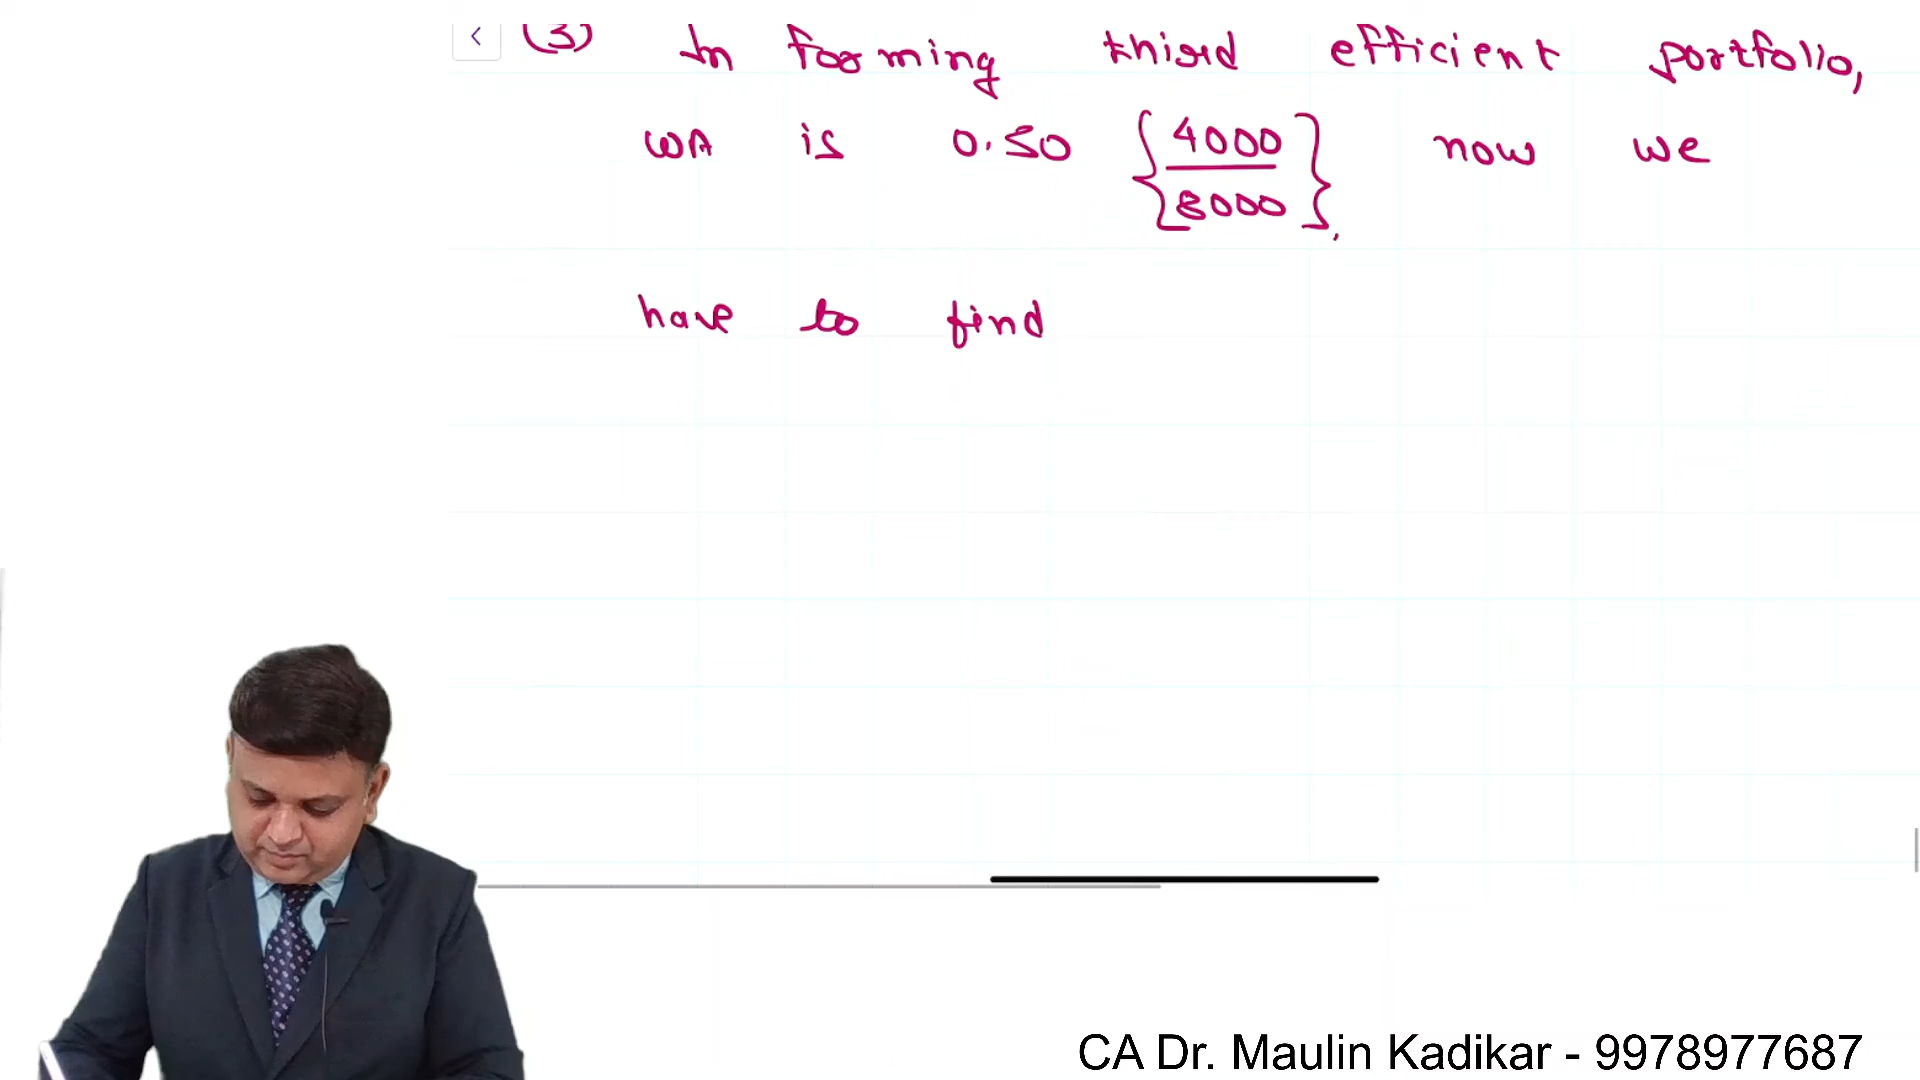 (3) In forming third efficient portfolio,
WA is 0.50 {4000/8000}, now we
have to find
CA Dr. Maulin Kadikar - 9978977687